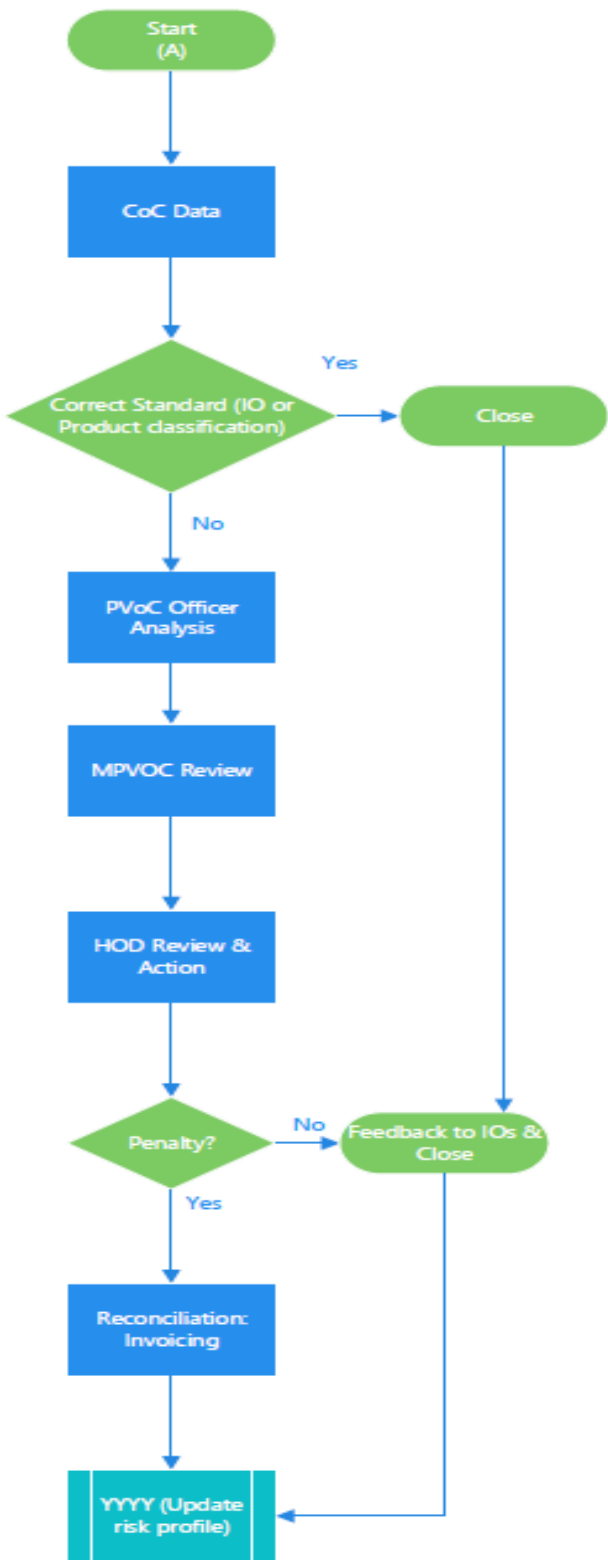 Start
(A)
CoC Data
Yes
Correct Standard (IO or
Product classification)
Close
No
PVoC Officer
Analysis
MPVOC Review
HOD Review &
Action
Penalty?
No
Feedback to IOs &
Close
Yes
Reconciliation:
Invoicing
YYYY (Update
risk profile)